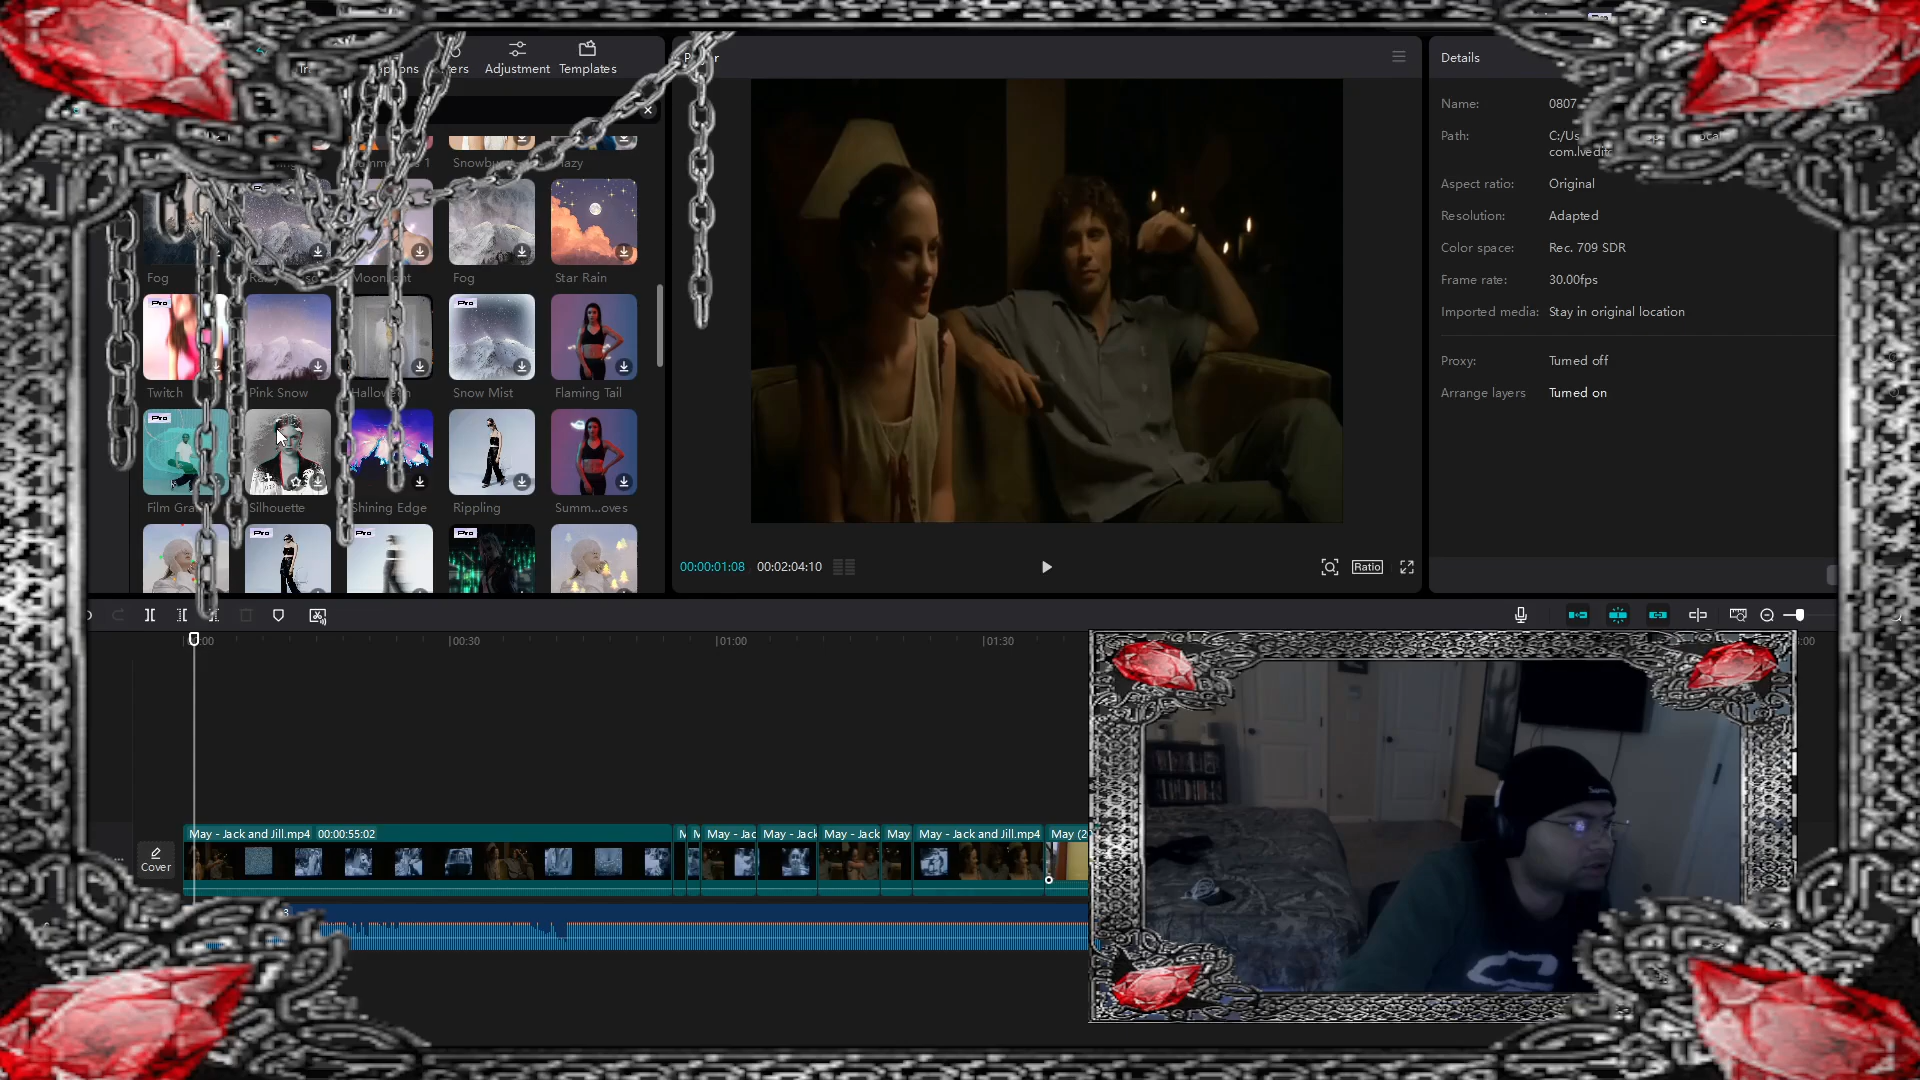 Adjustment
Templates
Details
Name:
0807
Path:
C:/Us
com.lvedit
Aspect ratio:
Original
Resolution:
Adapted
Color space:
Rec. 709 SDR
Frame rate:
30.00fps
Imported media:
Stay in original location
Proxy:
Turned off
Arrange layers
Turned on
Fog
Moonlight
Fog
Star Rain
Pro
Twitch
Pink Snow
Halloween
Pro
Snow Mist
Flaming Tail
Pro
Film Gra
Silhouette
Shining Edge
Rippling
Summ...oves
Pro
Pro
Pro
00:00:01:08
00:02:04:10
Ratio
00:30
01:00
01:30
Cover
May - Jack and Jill.mp4 00:00:55:02
M
M
May - Jac
May - Jack
May - Jack
May
May - Jack and Jill.mp4
May (2